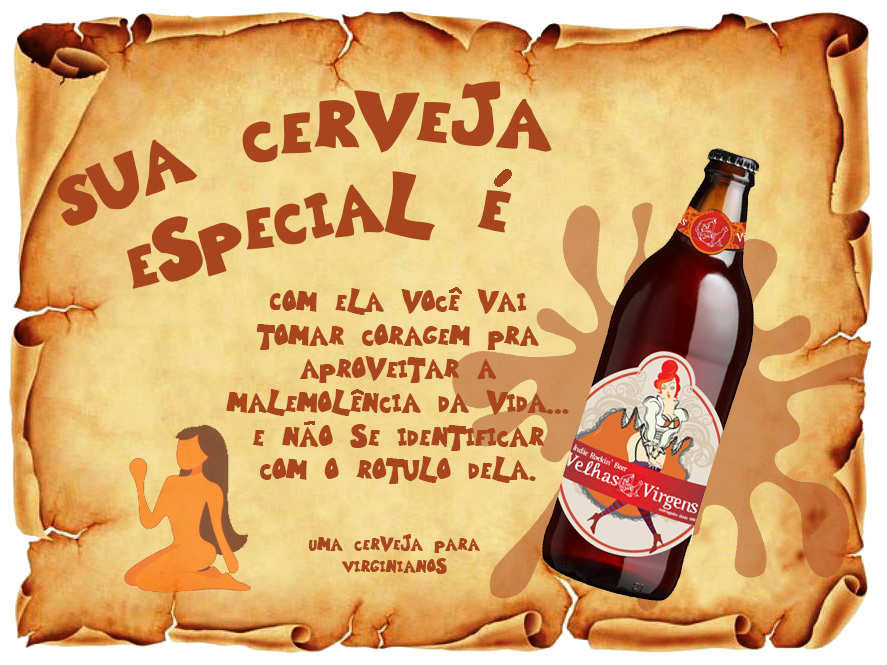 SUA CERVEJA
ESPECIAL É
COM ELA VOCÊ VAI
TOMAR CORAGEM PRA
APROVEITAR A
MALEMOLÊNCIA DA VIDA...
E NÃO SE IDENTIFICAR
COM O ROTULO DELA.
UMA CERVEJA PARA
VIRGINIANOS
Indie Rockin' Beer
Velhas Virgens